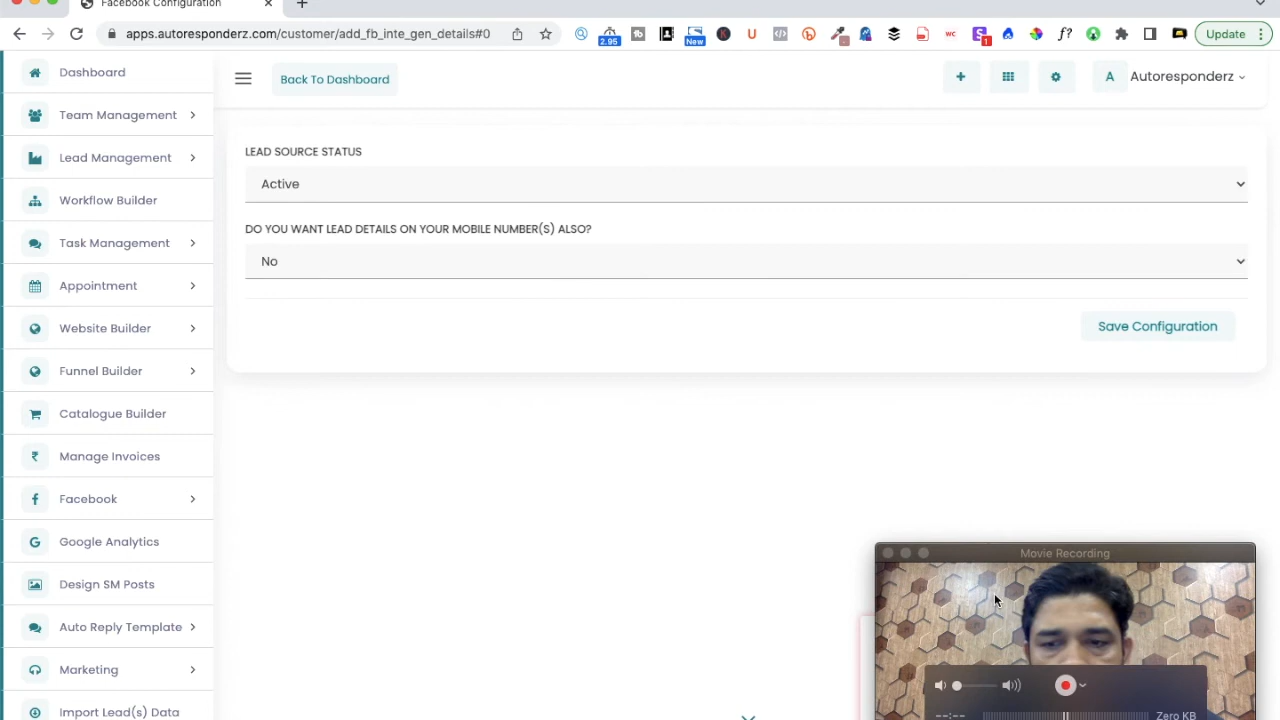 Facebook Configuration
apps.autoresponderz.com/customer/add_fb_inte_gen_details#0
2.95
New
1
Update
Dashboard
Team Management
Lead Management
Workflow Builder
Task Management
Appointment
Website Builder
Funnel Builder
Catalogue Builder
Manage Invoices
Facebook
Google Analytics
Design SM Posts
Auto Reply Template
Marketing
Import Lead(s) Data
Back To Dashboard
A Autoresponderz
LEAD SOURCE STATUS
Active
DO YOU WANT LEAD DETAILS ON YOUR MOBILE NUMBER(S) ALSO?
No
Save Configuration
Movie Recording
--:--
Zero KB